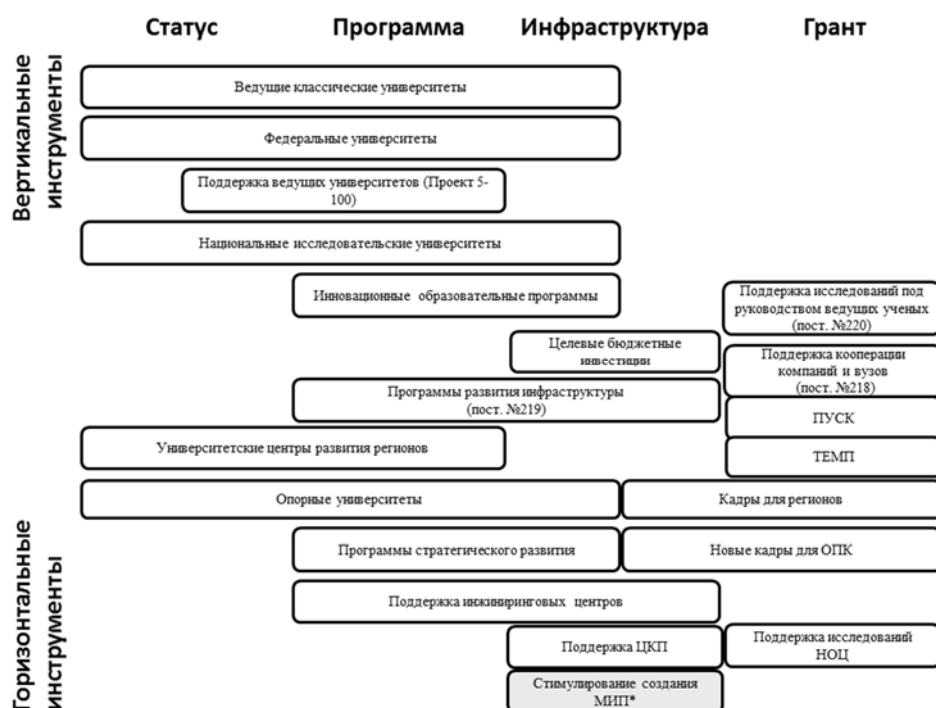 Статус
Программа
Инфраструктура
Грант
Вертикальные
инструменты
Ведущие классические университеты
Федеральные университеты
Поддержка ведущих университетов (Проект 5-
100)
Национальные исследовательские университеты
Инновационные образовательные программы
Поддержка исследований под
руководством ведущих ученых
(пост. №220)
Целевые бюджетные
инвестиции
Поддержка кооперации
компаний и вузов
(пост. №218)
Программы развития инфраструктуры
(пост. №219)
ПУСК
Университетские центры развития регионов
ТЕМП
Горизонтальные
инструменты
Опорные университеты
Кадры для регионов
Программы стратегического развития
Новые кадры для ОПК
Поддержка инжиниринговых центров
Поддержка ЦКП
Поддержка исследований
НОЦ
Стимулирование создания
МИП*